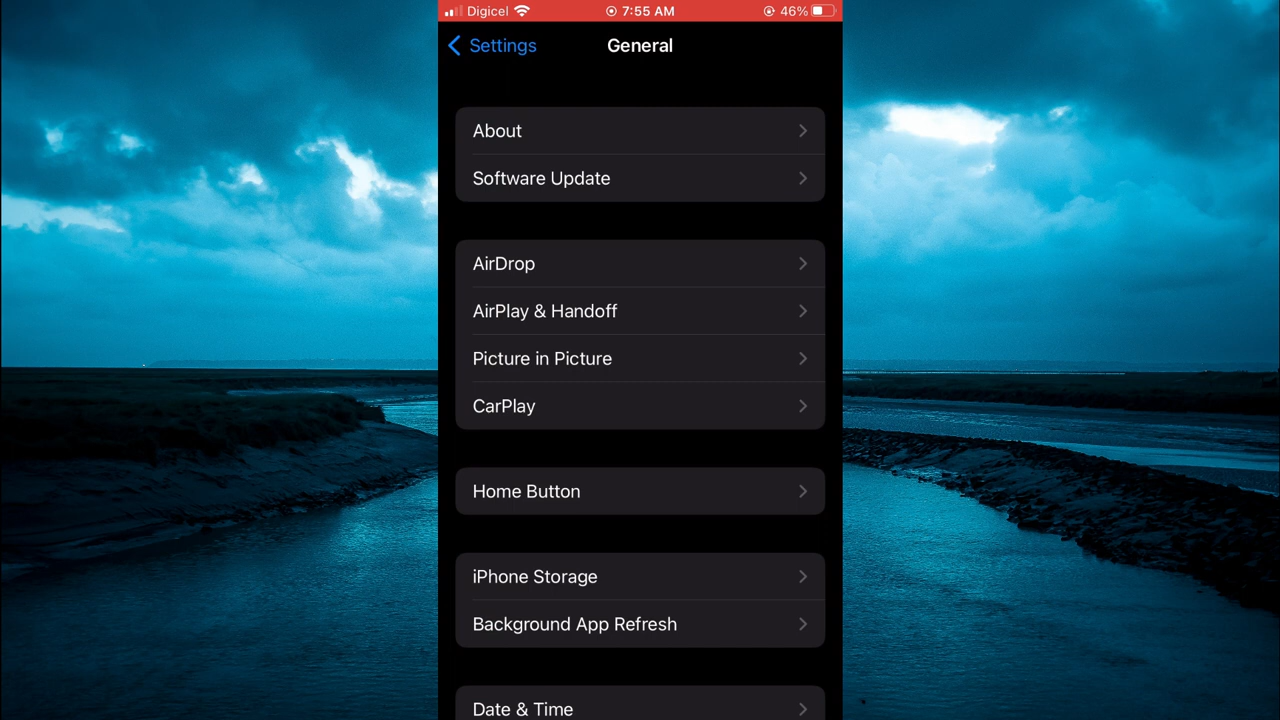 Digicel 7:55 AM 46%
Settings General
About
Software Update
AirDrop
AirPlay & Handoff
Picture in Picture
CarPlay
Home Button
iPhone Storage
Background App Refresh
Date & Time